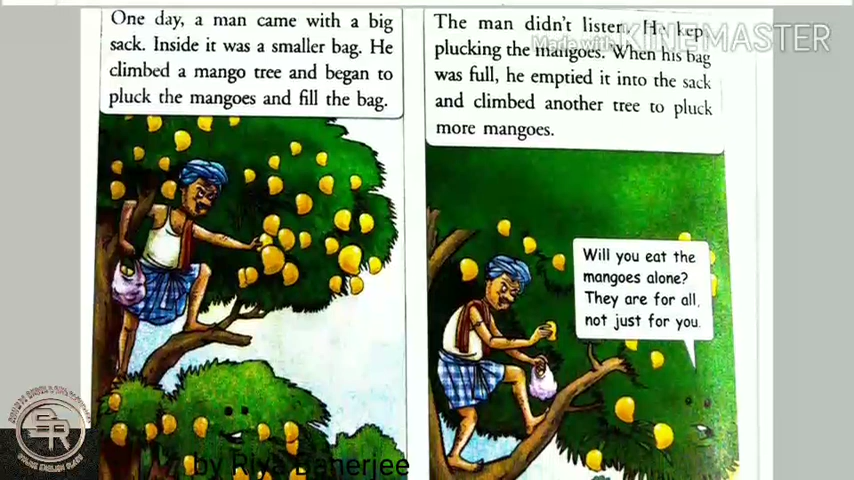 One day, a man came with a big
sack. Inside it was a smaller bag. He
climbed a mango tree and began to
pluck the mangoes and fill the bag.
The man didn't listen. He kep
plucking the mangoes. When his bag
was full, he emptied it into the sack
and climbed another tree to pluck
more mangoes.
Made with KINEMASTER
Will you eat the
mangoes alone?
They are for all,
not just for you.
SR
by Riya Banerjee